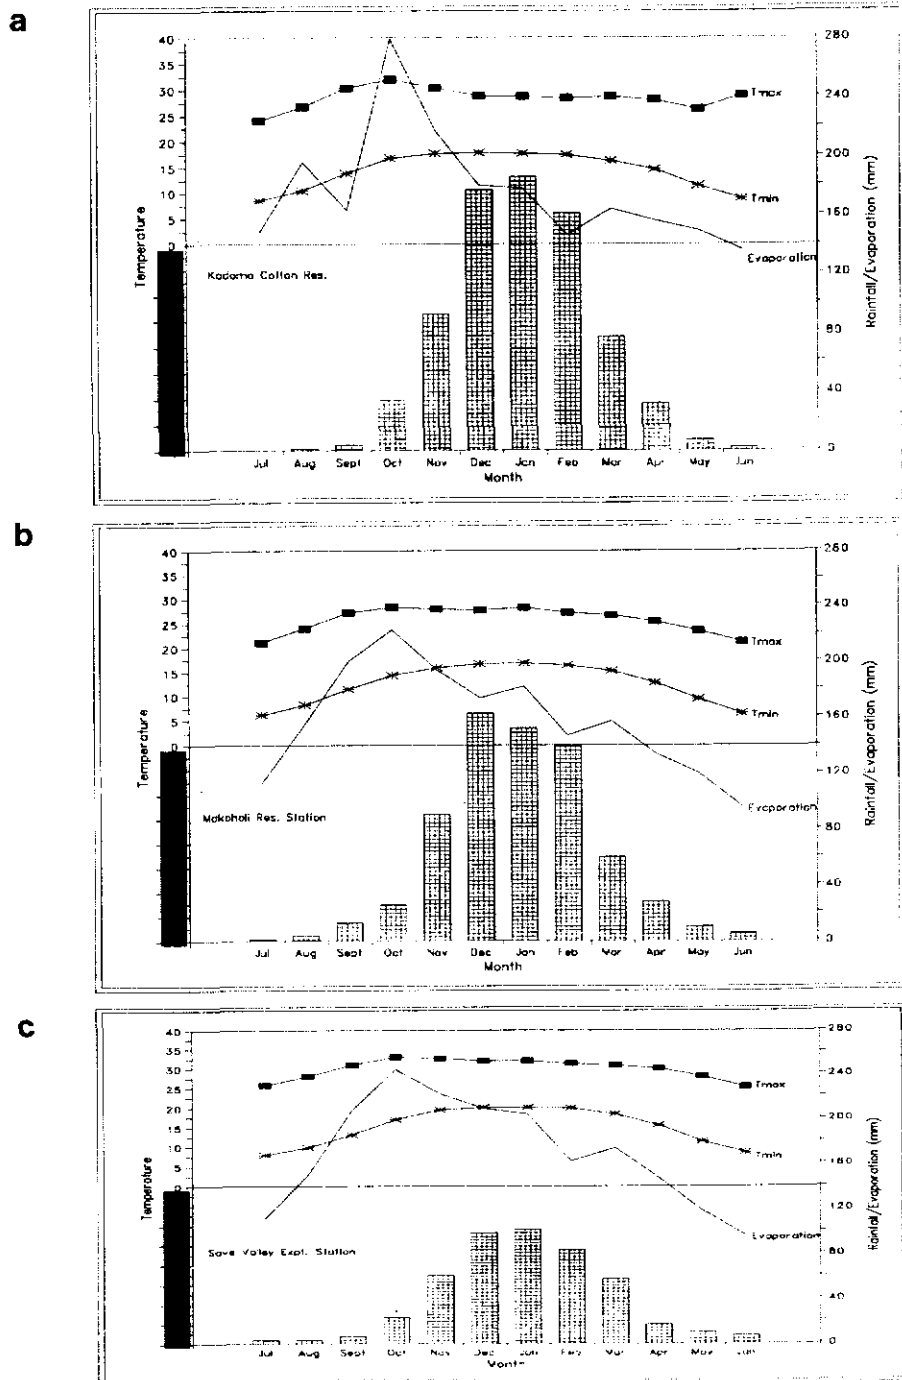 a
40
35
30
25
20
15
10
5
0
Temperature
280
240
200
160
120
80
40
Rainfall/Evaporation (mm)
Tmax
Tmin
Evaporation
Kadoma Cotton Res.
Jul Aug Sept Oct Nov Dec Jan Feb Mar Apr May Jun
Month
b
40
35
30
25
20
15
10
5
0
Temperature
240
200
160
120
80
40
Rainfall/Evaporation (mm)
Tmax
Tmin
Evaporation
Makoholi Res. Station
Jul Aug Sept Oct Nov Dec Jan Feb Mar Apr May Jun
Month
c
40
35
30
25
20
15
10
5
0
Temperature
280
240
200
160
120
80
40
0
Rainfall/Evaporation (mm)
Tmax
Tmin
Evaporation
Save Valley Expt. Station
Jul Aug Sept Oct Nov Dec Jan Feb Mar Apr May Jun
Month